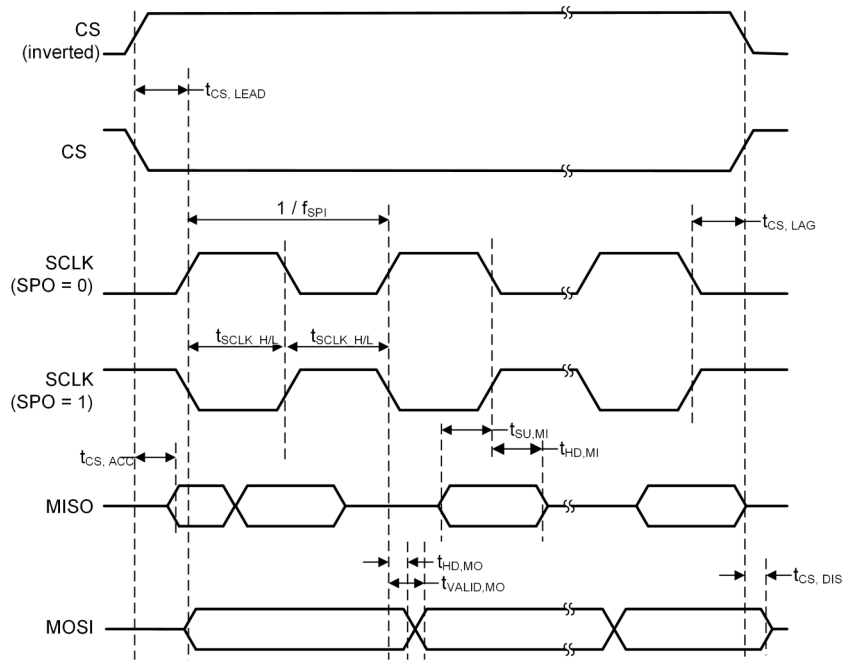 CS
(inverted)
tCS, LEAD
CS
1 / fSPI
tCS, LAG
SCLK
(SPO = 0)
tSCLK_H/L
tSCLK_H/L
SCLK
(SPO = 1)
tSU,MI
tHD,MI
tCS, ACC
MISO
tHD,MO
tVALID,MO
tCS, DIS
MOSI